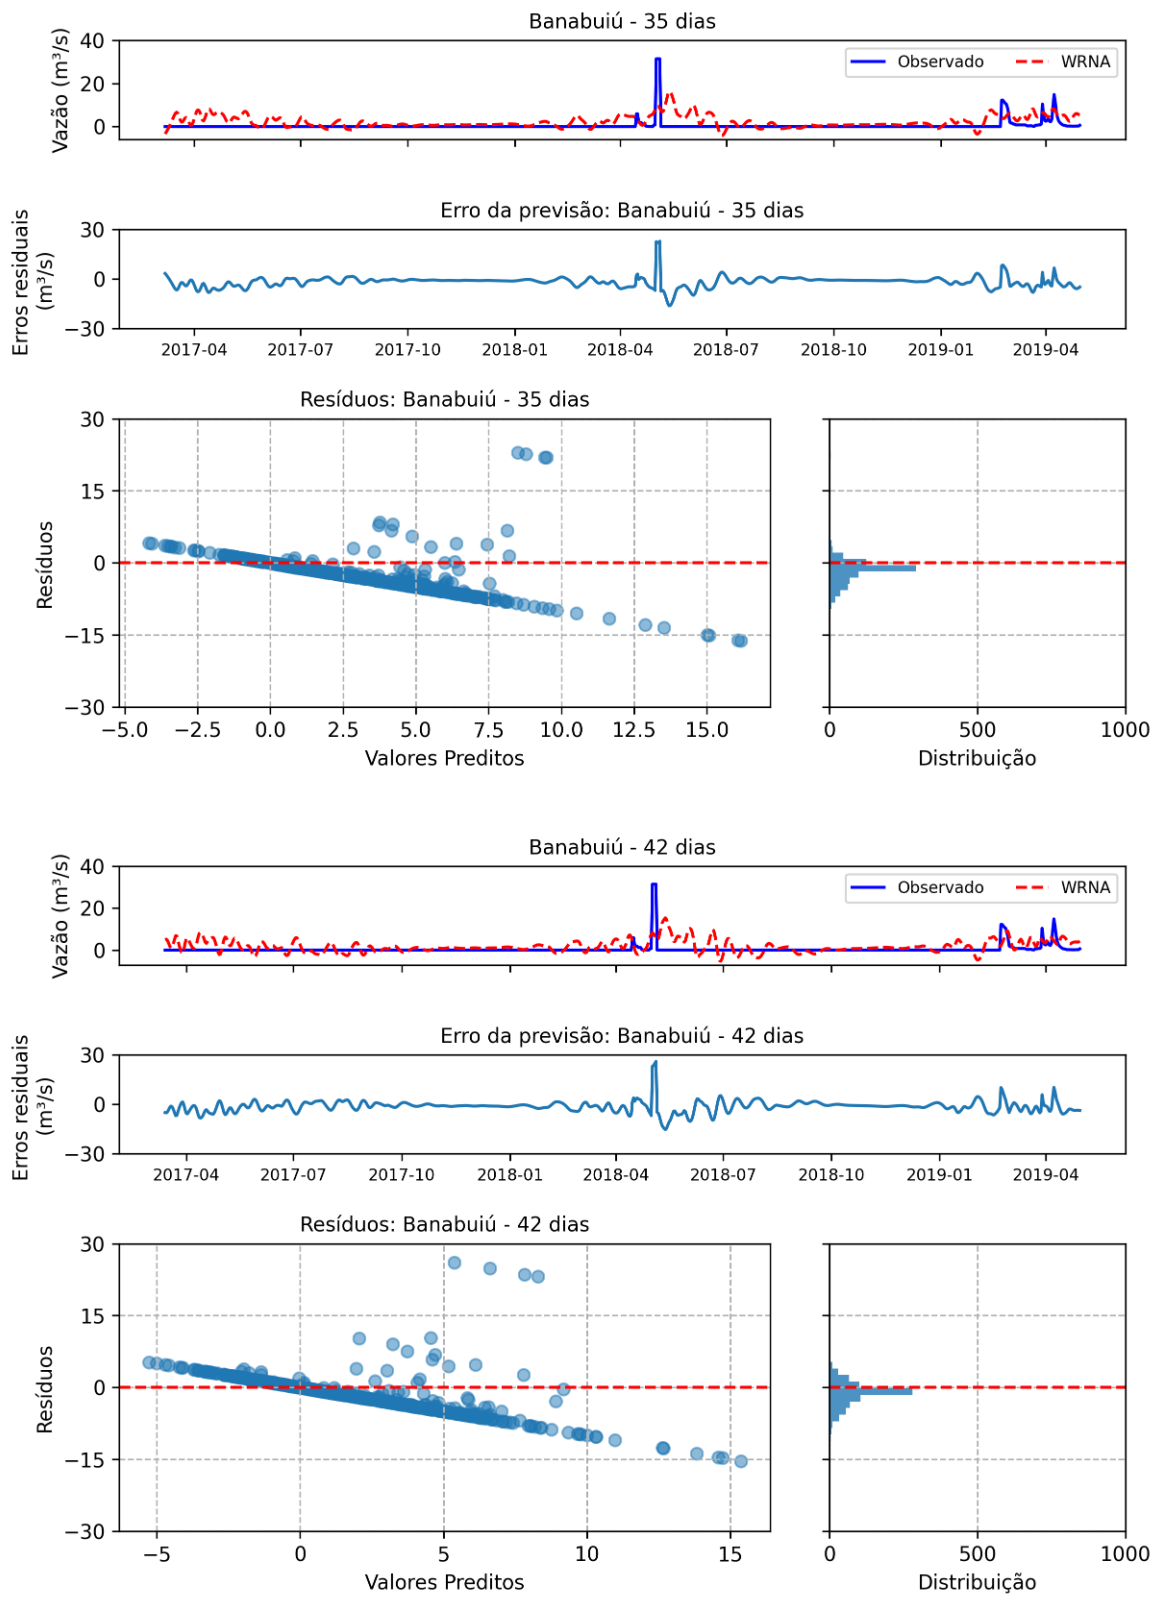 Banabuiú - 35 dias
Vazão (m³/s)
40
20
0
Observado
WRNA
Erro da previsão: Banabuiú - 35 dias
Erros residuais
(m³/s)
30
0
−30
2017-04 2017-07 2017-10 2018-01 2018-04 2018-07 2018-10 2019-01 2019-04
Resíduos: Banabuiú - 35 dias
Resíduos
30
15
0
−15
−30
−5.0 −2.5 0.0 2.5 5.0 7.5 10.0 12.5 15.0
Valores Preditos
0 500 1000
Distribuição
Banabuiú - 42 dias
Vazão (m³/s)
40
20
0
Observado
WRNA
Erro da previsão: Banabuiú - 42 dias
Erros residuais
(m³/s)
30
0
−30
2017-04 2017-07 2017-10 2018-01 2018-04 2018-07 2018-10 2019-01 2019-04
Resíduos: Banabuiú - 42 dias
Resíduos
30
15
0
−15
−30
−5 0 5 10 15
Valores Preditos
0 500 1000
Distribuição